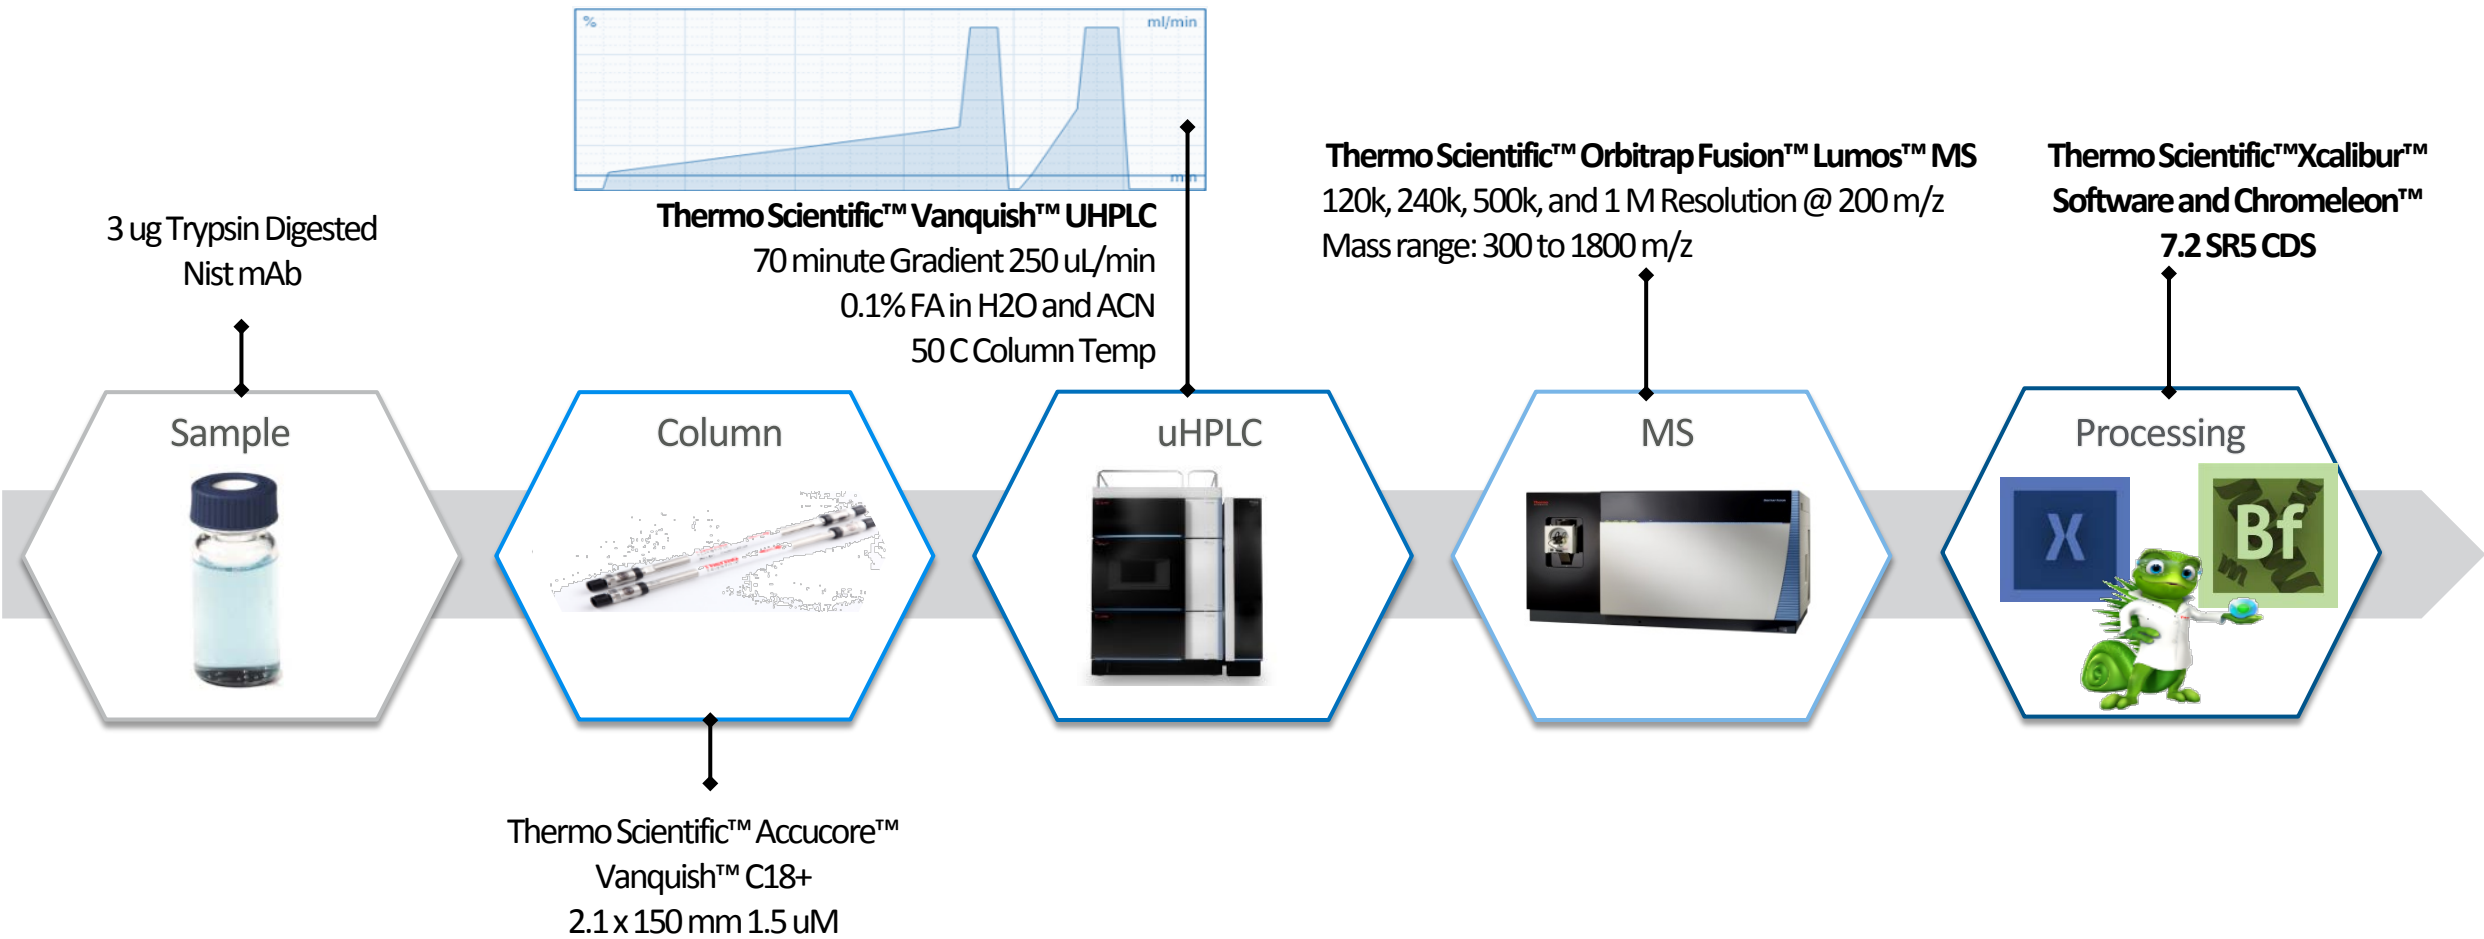 %
ml/min
min
Thermo Scientific™ Vanquish™ UHPLC
70 minute Gradient 250 uL/min
0.1% FA in H2O and ACN
50 C Column Temp
Thermo Scientific™ Orbitrap Fusion™ Lumos™ MS
120k, 240k, 500k, and 1 M Resolution @ 200 m/z
Mass range: 300 to 1800 m/z
Thermo Scientific™Xcalibur™
Software and Chromeleon™
7.2 SR5 CDS
3 ug Trypsin Digested
Nist mAb
Sample
Column
uHPLC
MS
Processing
X
Bf
m
Thermo Scientific™ Accucore™
Vanquish™ C18+
2.1 x 150 mm 1.5 uM